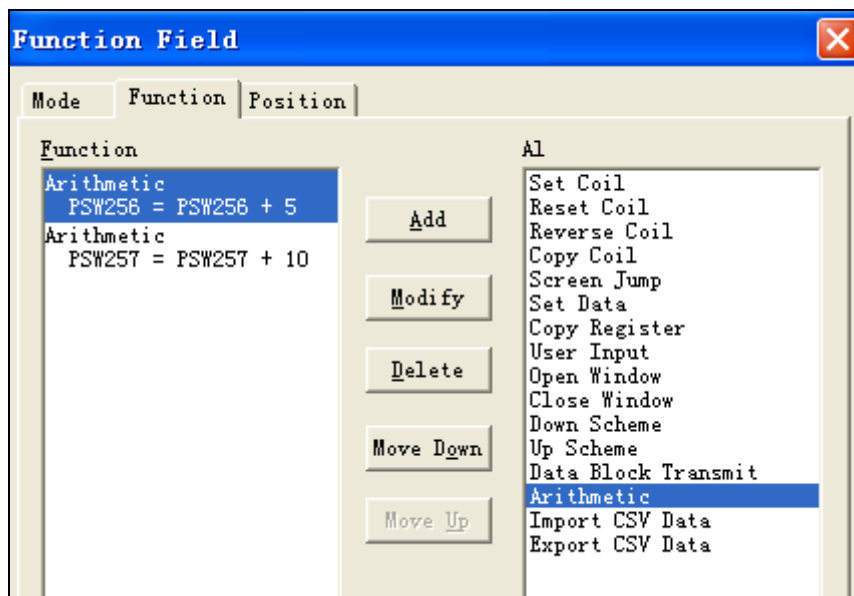 Function Field
Mode
Function
Position
Function
Al
Arithmetic
PSW256 = PSW256 + 5
Arithmetic
PSW257 = PSW257 + 10
Add
Modify
Delete
Move Down
Move Up
Set Coil
Reset Coil
Reverse Coil
Copy Coil
Screen Jump
Set Data
Copy Register
User Input
Open Window
Close Window
Down Scheme
Up Scheme
Data Block Transmit
Arithmetic
Import CSV Data
Export CSV Data